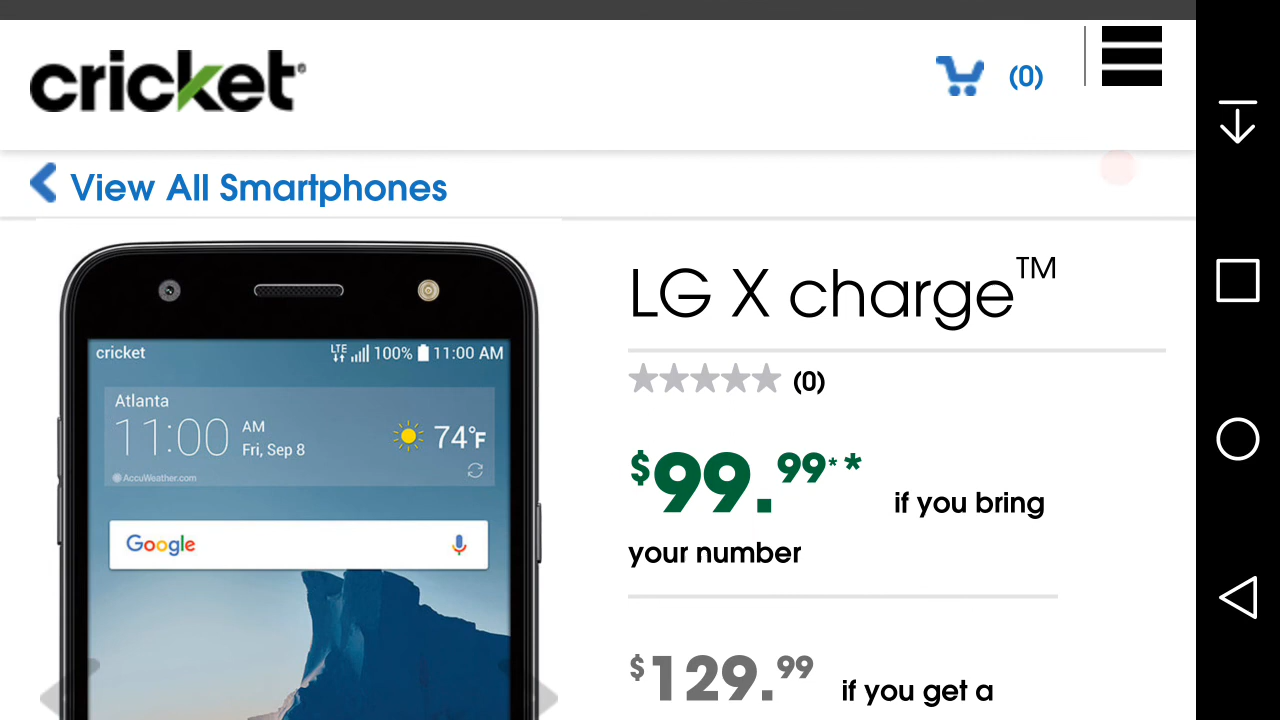 cricket
(0)
View All Smartphones
LG X charge™
(0)
$99.99**
if you bring
your number
$129.99
if you get a
cricket
LTE
100%
11:00 AM
Atlanta
11:00
AM
Fri, Sep 8
74°F
AccuWeather.com
Google